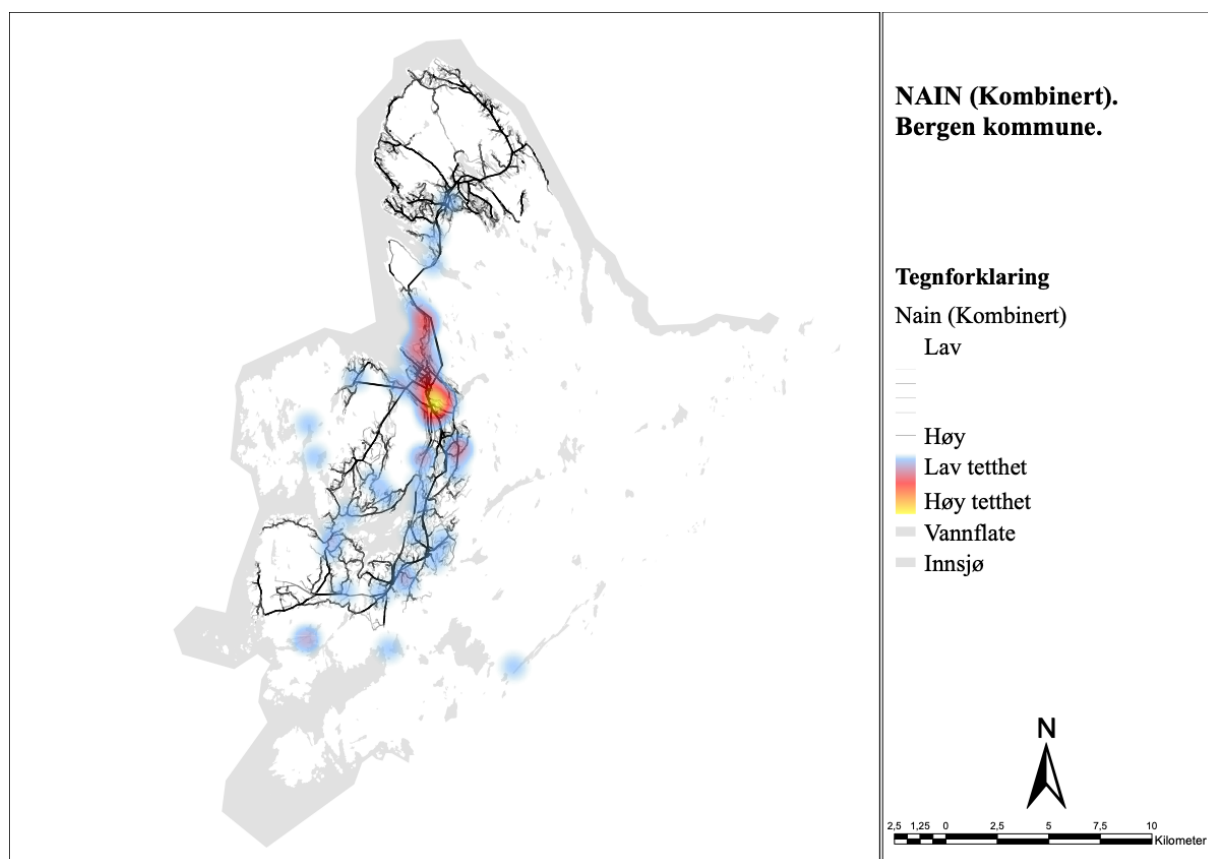 NAIN (Kombinert).
Bergen kommune.
Tegnforklaring
Nain (Kombinert)
Lav
Høy
Lav tetthet
Høy tetthet
Vannflate
Innsjø
N
2,5 1,25 0 2,5 5 7,5 10
Kilometer